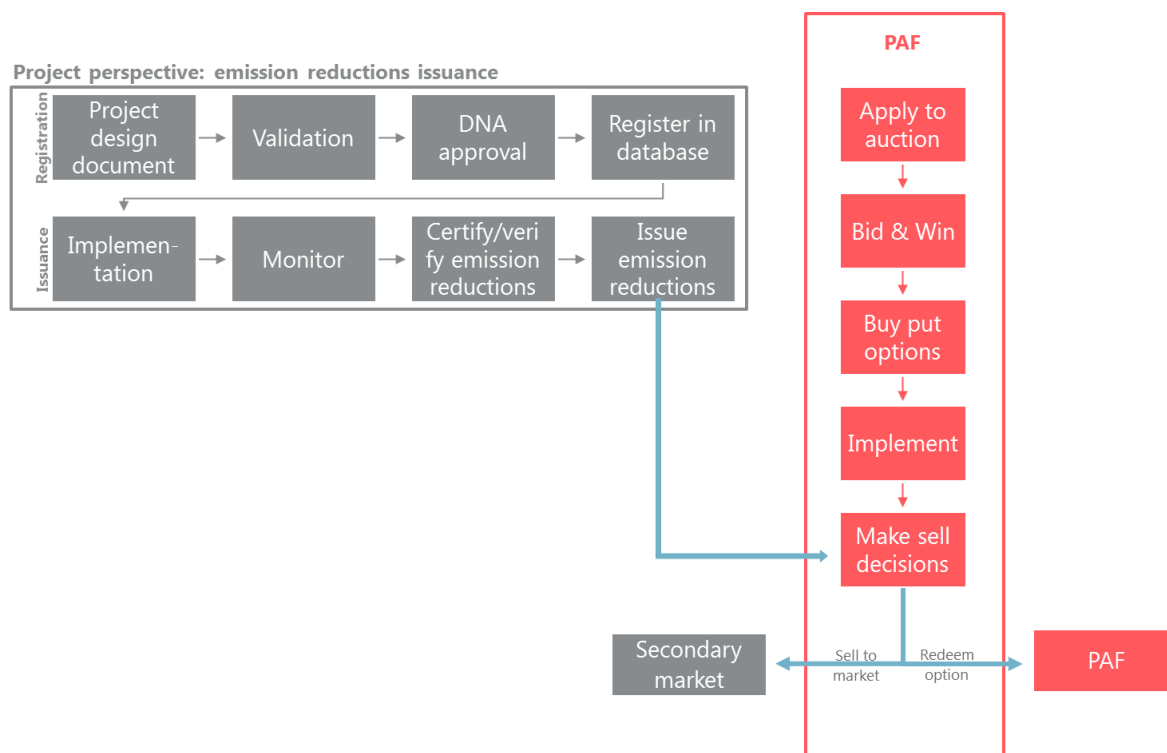 PAF
Project perspective: emission reductions issuance
Registration
Project
design
document
Validation
DNA
approval
Register in
database
Issuance
Implemen-
tation
Monitor
Certify/veri
fy emission
reductions
Issue
emission
reductions
Apply to
auction
Bid & Win
Buy put
options
Implement
Make sell
decisions
Secondary
market
Sell to
market
Redeem
option
PAF